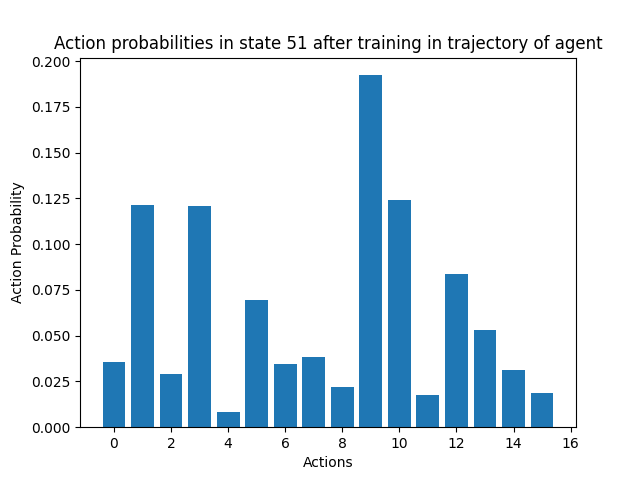 Action probabilities in state 51 after training in trajectory of agent
0.200
0.175
0.150
0.125
0.100
0.075
0.050
0.025
0.000
Action Probability
0 2 4 6 8 10 12 14 16
Actions